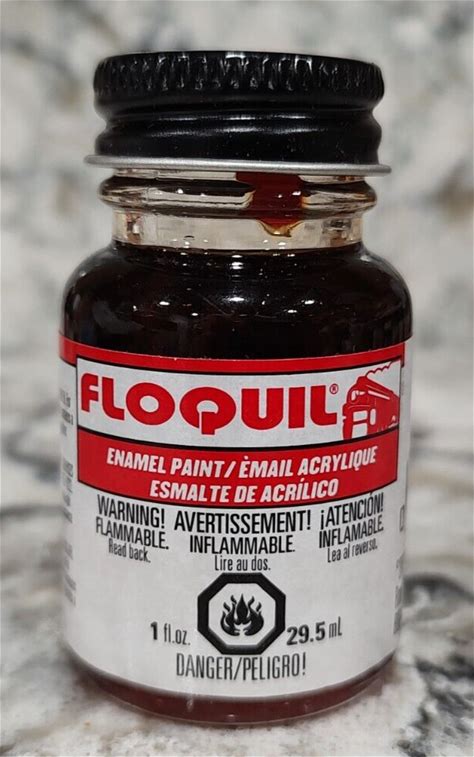 FLOQUIL®
ENAMEL PAINT/ ÈMAIL ACRYLIQUE
ESMALTE DE ACRÍLICO
WARNING!
FLAMMABLE.
Read back.
AVERTISSEMENT!
INFLAMMABLE.
Lire au dos.
¡ATENCIÓN!
INFLAMABLE.
Lea al reverso.
1 fl.oz.
29.5 mL
DANGER/PELIGRO!